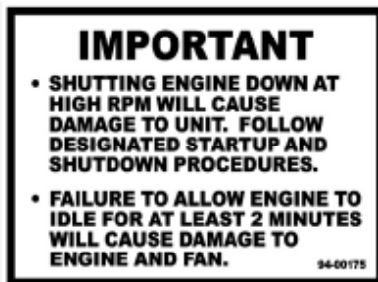 IMPORTANT
• SHUTTING ENGINE DOWN AT
HIGH RPM WILL CAUSE
DAMAGE TO UNIT. FOLLOW
DESIGNATED STARTUP AND
SHUTDOWN PROCEDURES.
• FAILURE TO ALLOW ENGINE TO
IDLE FOR AT LEAST 2 MINUTES
WILL CAUSE DAMAGE TO
ENGINE AND FAN.
94-00175